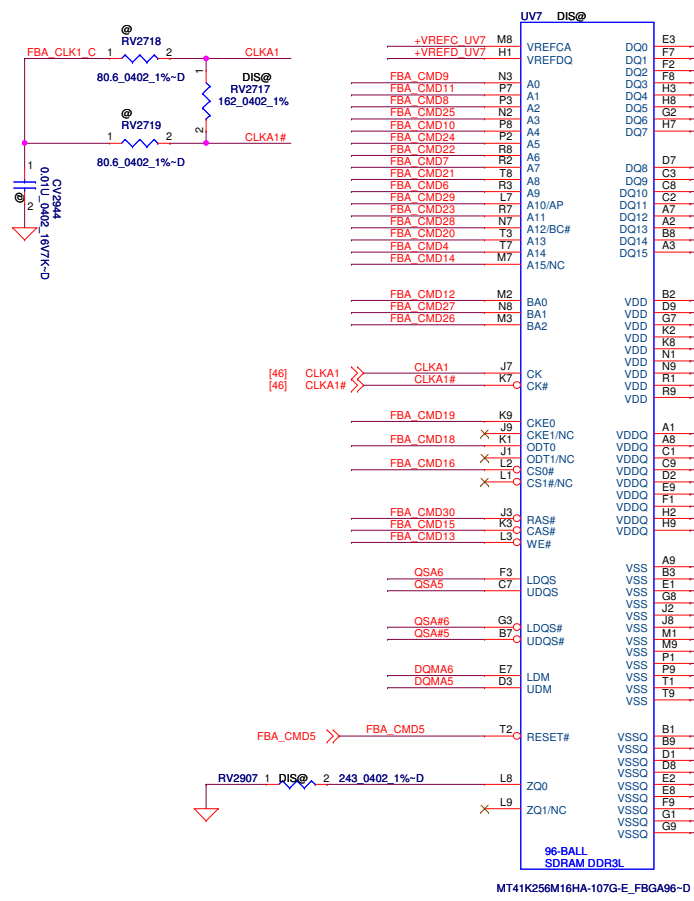 @
RV2718
FBA_CLK1_C 1 2 CLKA1
80.6_0402_1%~D
1
DIS@
RV2717
162_0402_1%
2
@
RV2719
1 2 CLKA1#
80.6_0402_1%~D
1
CV2944
0.01U_0402_16V7K~D
@
2
UV7 DIS@
+VREFC_UV7 M8 VREFCA
+VREFD_UV7 H1 VREFDQ
FBA_CMD9 N3 A0
FBA_CMD11 P7 A1
FBA_CMD8 P3 A2
FBA_CMD25 N2 A3
FBA_CMD10 P8 A4
FBA_CMD24 P2 A5
FBA_CMD22 R8 A6
FBA_CMD7 R2 A7
FBA_CMD21 T8 A8
FBA_CMD6 R3 A9
FBA_CMD29 L7 A10/AP
FBA_CMD23 R7 A11
FBA_CMD28 N7 A12/BC#
FBA_CMD20 T3 A13
FBA_CMD4 T7 A14
FBA_CMD14 M7 A15/NC
FBA_CMD12 M2 BA0
FBA_CMD27 N8 BA1
FBA_CMD26 M3 BA2
[46] CLKA1 CLKA1 J7 CK
[46] CLKA1# CLKA1# K7 CK#
FBA_CMD19 K9 CKE0
J9 CKE1/NC
FBA_CMD18 K1 ODT0
J1 ODT1/NC
FBA_CMD16 L2 CS0#
L1 CS1#/NC
FBA_CMD30 J3 RAS#
FBA_CMD15 K3 CAS#
FBA_CMD13 L3 WE#
QSA6 F3 LDQS
QSA5 C7 UDQS
QSA#6 G3 LDQS#
QSA#5 B7 UDQS#
DQMA6 E7 LDM
DQMA5 D3 UDM
FBA_CMD5 FBA_CMD5 T2 RESET#
RV2907 1 DIS@ 2 243_0402_1%~D L8 ZQ0
L9 ZQ1/NC
DQ0 E3
DQ1 F7
DQ2 F2
DQ3 F8
DQ4 H3
DQ5 H8
DQ6 G2
DQ7 H7
DQ8 D7
DQ9 C3
DQ10 C8
DQ11 C2
DQ12 A7
DQ13 A2
DQ14 B8
DQ15 A3
VDD B2
VDD D9
VDD G7
VDD K2
VDD K8
VDD N1
VDD N9
VDD R1
VDD R9
VDDQ A1
VDDQ A8
VDDQ C1
VDDQ C9
VDDQ D2
VDDQ E9
VDDQ F1
VDDQ H2
VDDQ H9
VSS A9
VSS B3
VSS E1
VSS G8
VSS J2
VSS J8
VSS M1
VSS M9
VSS P1
VSS P9
VSS T1
VSS T9
VSSQ B1
VSSQ B9
VSSQ D1
VSSQ D8
VSSQ E2
VSSQ E8
VSSQ F9
VSSQ G1
VSSQ G9
96-BALL
SDRAM DDR3L
MT41K256M16HA-107G-E_FBGA96~D